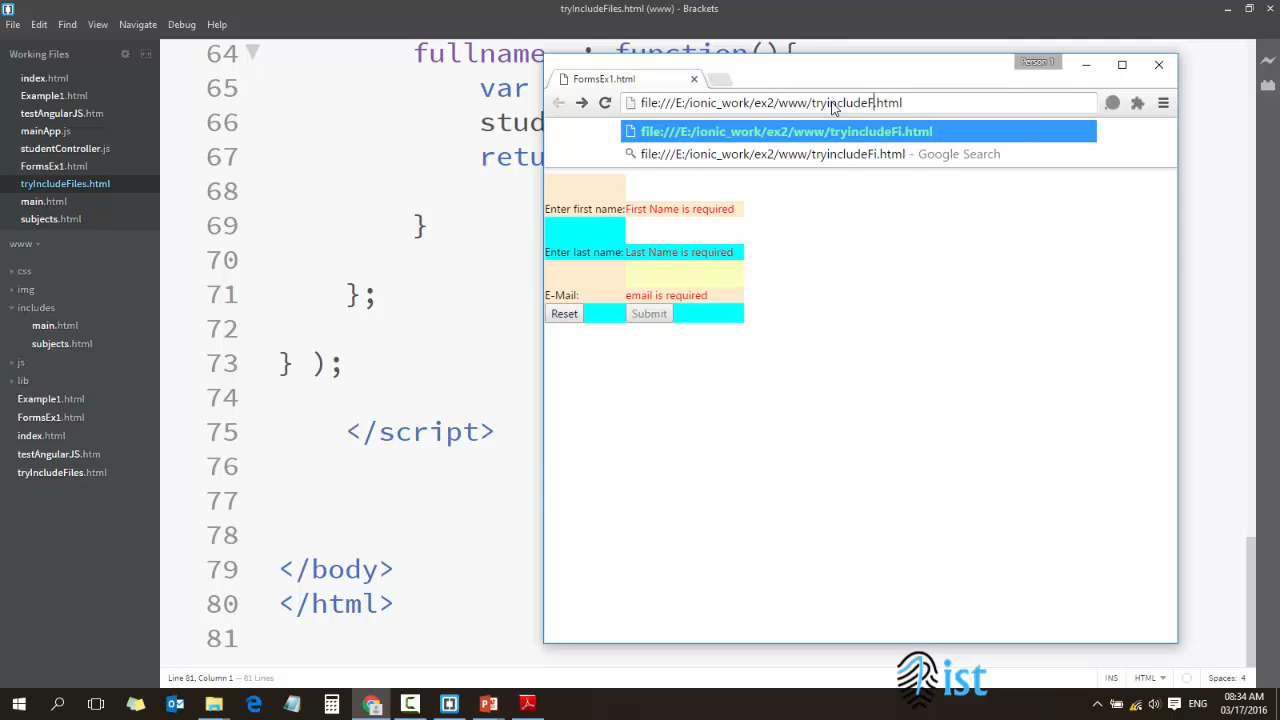 tryIncludeFiles.html (www) - Brackets
File Edit Find View Navigate Debug Help
Working Files
index.html
Example1.html
testAngularJS.htm
mainApp.js
studentController.js
FormsEx1.html
tryIncludeFiles.html
main.html
subjects.html
www
css
img
includes
main.html
subjects.html
js
lib
Example1.html
FormsEx1.html
index.html
testAngularJS.htm
tryIncludeFiles.html
64 fullname : function(){
65 var
66 stud
67 retu
68
69 }
70
71 };
72
73 } );
74
75 </script>
76
77
78
79 </body>
80 </html>
81
Person 1
FormsEx1.html
file:///E:/ionic_work/ex2/www/tryincludeF.html
file:///E:/ionic_work/ex2/www/tryincludeFi.html
file:///E:/ionic_work/ex2/www/tryincludeFi.html - Google Search
Enter first name: First Name is required
Enter last name: Last Name is required
E-Mail: email is required
Reset Submit
Line 81, Column 1 — 81 Lines
INS HTML Spaces: 4
ist
ENG
08:34 AM
03/17/2016